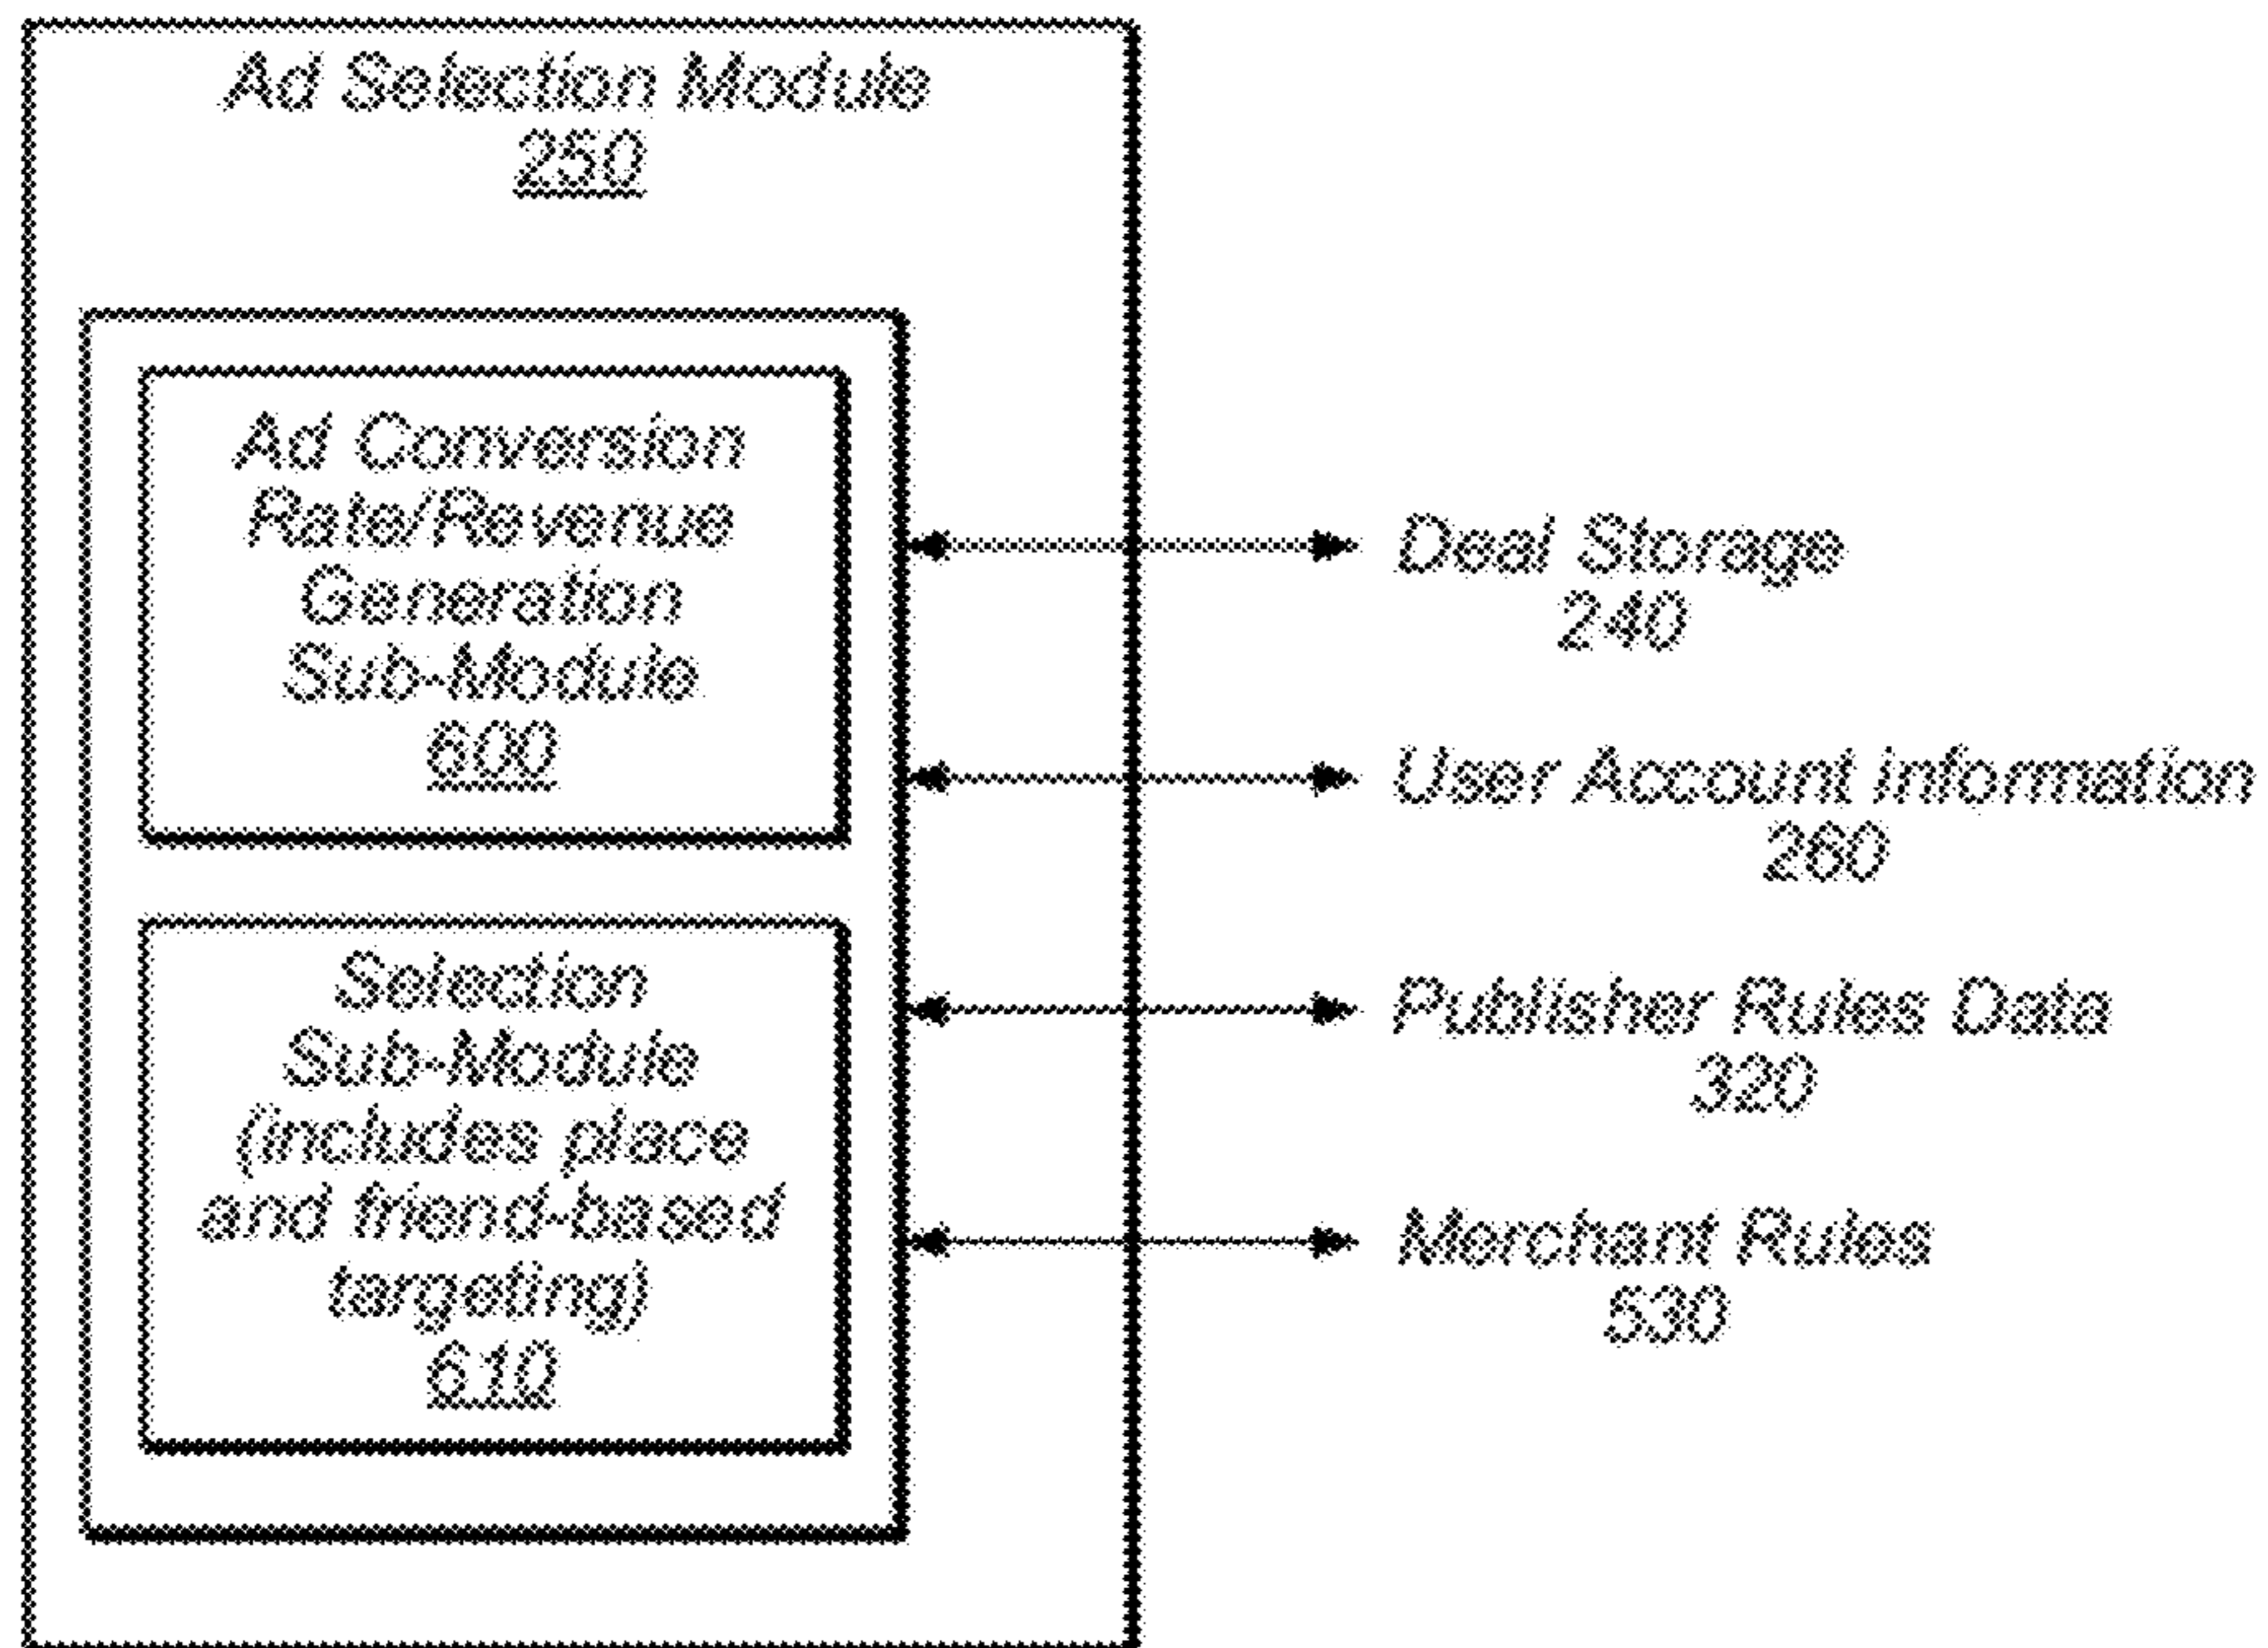 Ad Selection Module
250
Ad Conversion
Rate/Revenue
Generation
Sub-Module
600
Selection
Sub-Module
(includes place
and friend-based
targeting)
610
Deal Storage
240
User Account Information
260
Publisher Rules Data
320
Merchant Rules
530